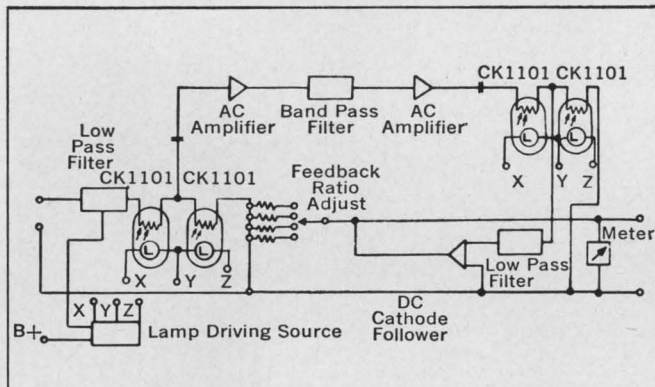 CK1101 CK1101
AC
Amplifier
Band Pass
Filter
AC
Amplifier
X Y Z
Low
Pass
Filter
CK1101 CK1101
L L
L L
Feedback
Ratio
Adjust
Meter
X Y Z
Low Pass
Filter
X Y Z
B+
Lamp Driving Source
DC
Cathode
Follower